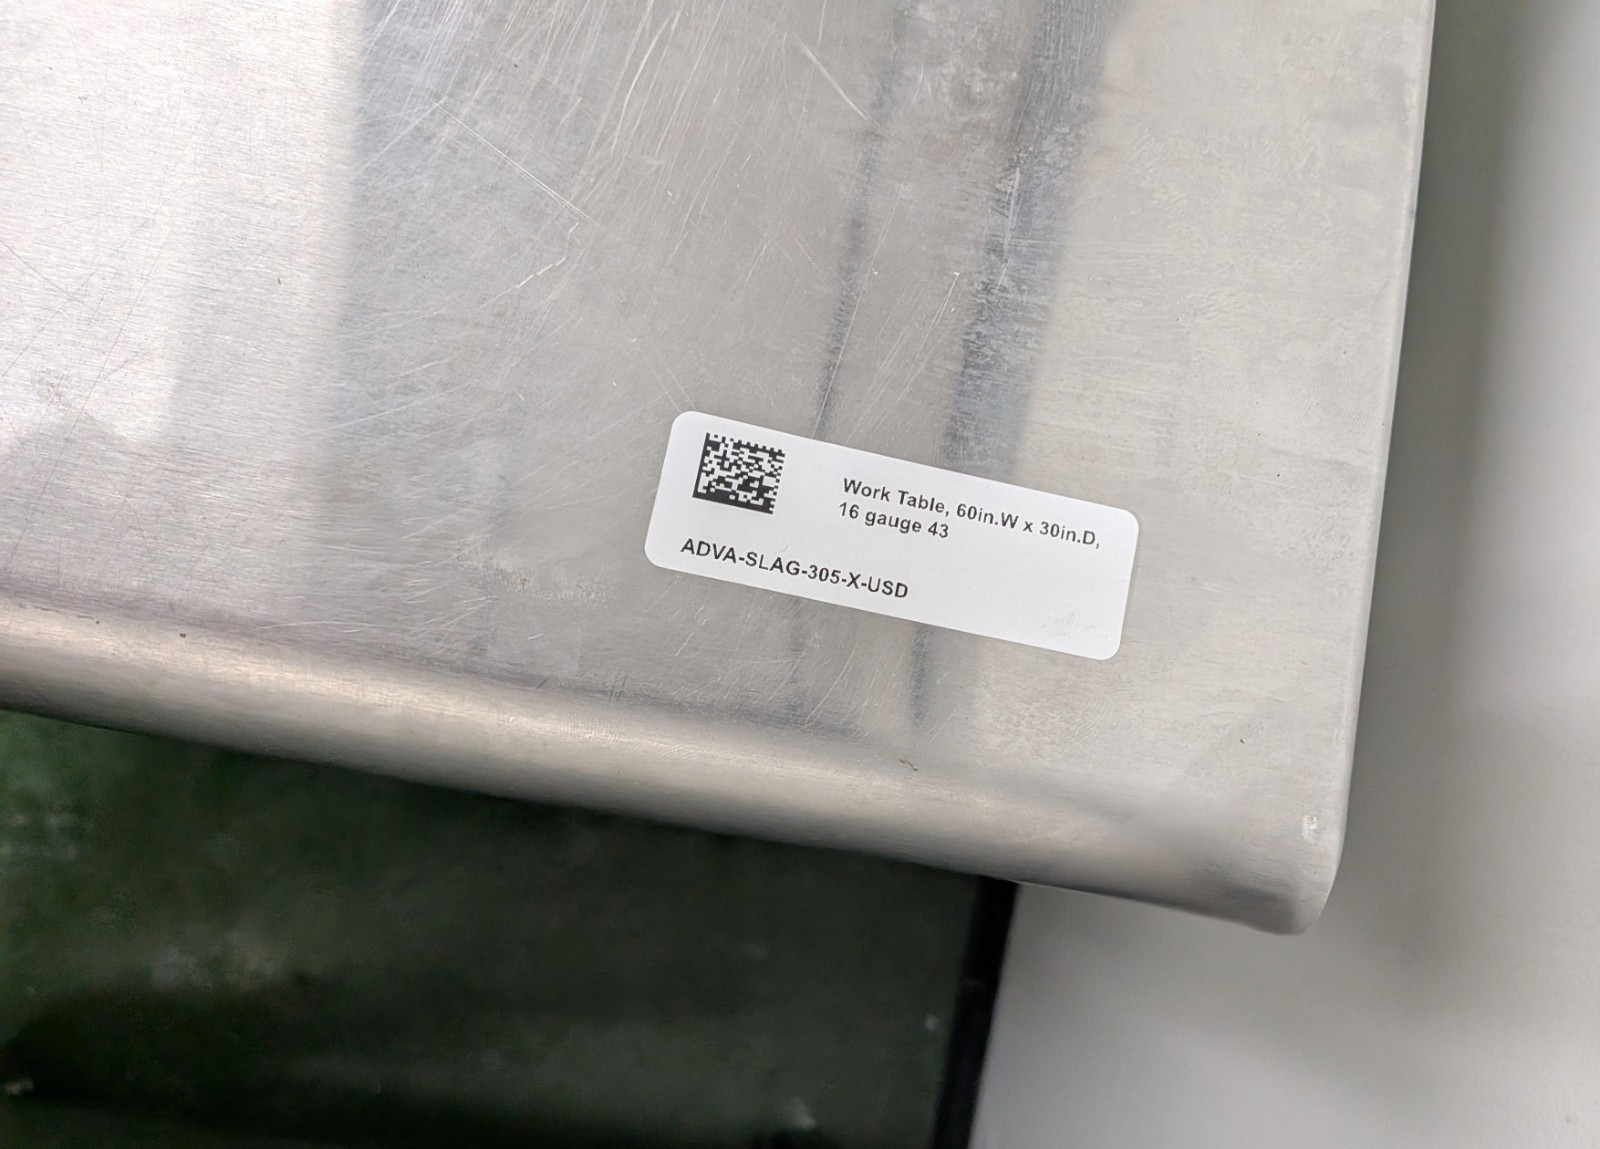 Work Table, 60in.W x 30in.D,
16 gauge 43
ADVA-SLAG-305-X-USD